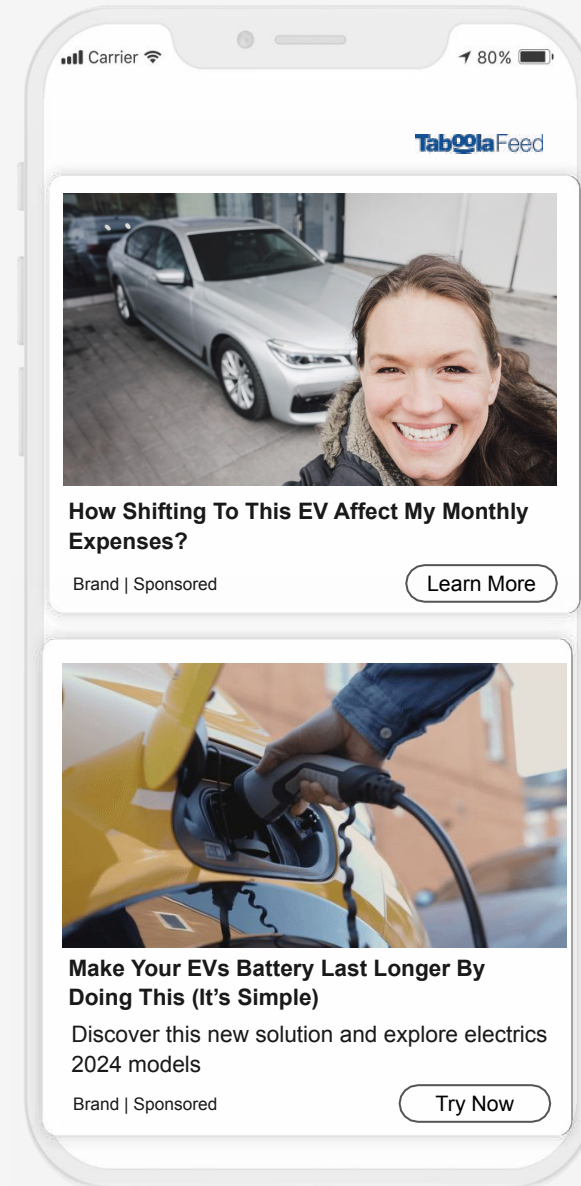 Carrier
80%
Taboola Feed
How Shifting To This EV Affect My Monthly
Expenses?
Brand | Sponsored
Learn More
Make Your EVs Battery Last Longer By
Doing This (It’s Simple)
Discover this new solution and explore electrics
2024 models
Brand | Sponsored
Try Now